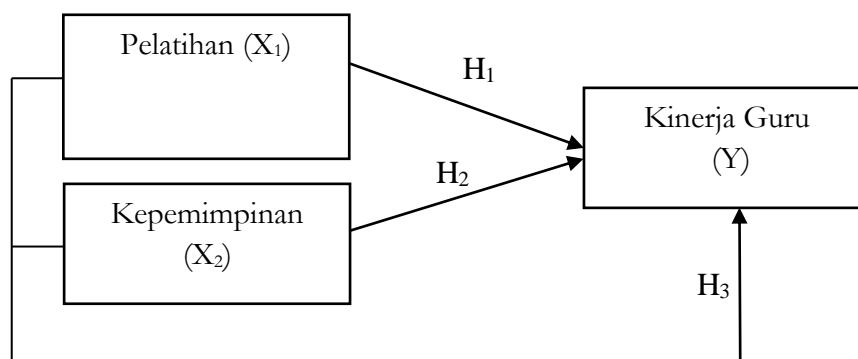 Pelatihan (X₁)
H₁
Kinerja Guru
(Y)
H₂
Kepemimpinan
(X₂)
H₃